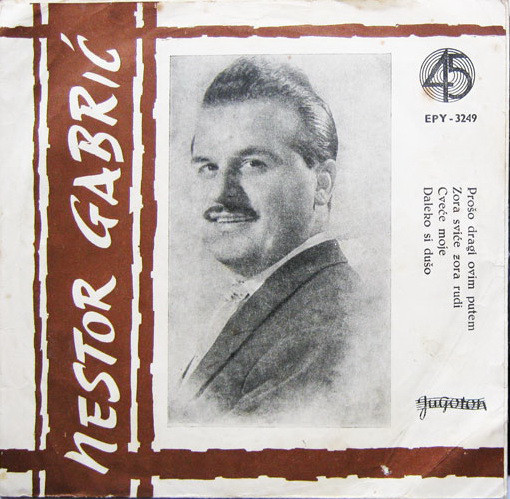 NESTOR GABRIĆ
45
EPY - 3249
Prošo dragi ovim putem
Zora sviće zora rudi
Cveće moje
Daleko si dušo
Jugoton